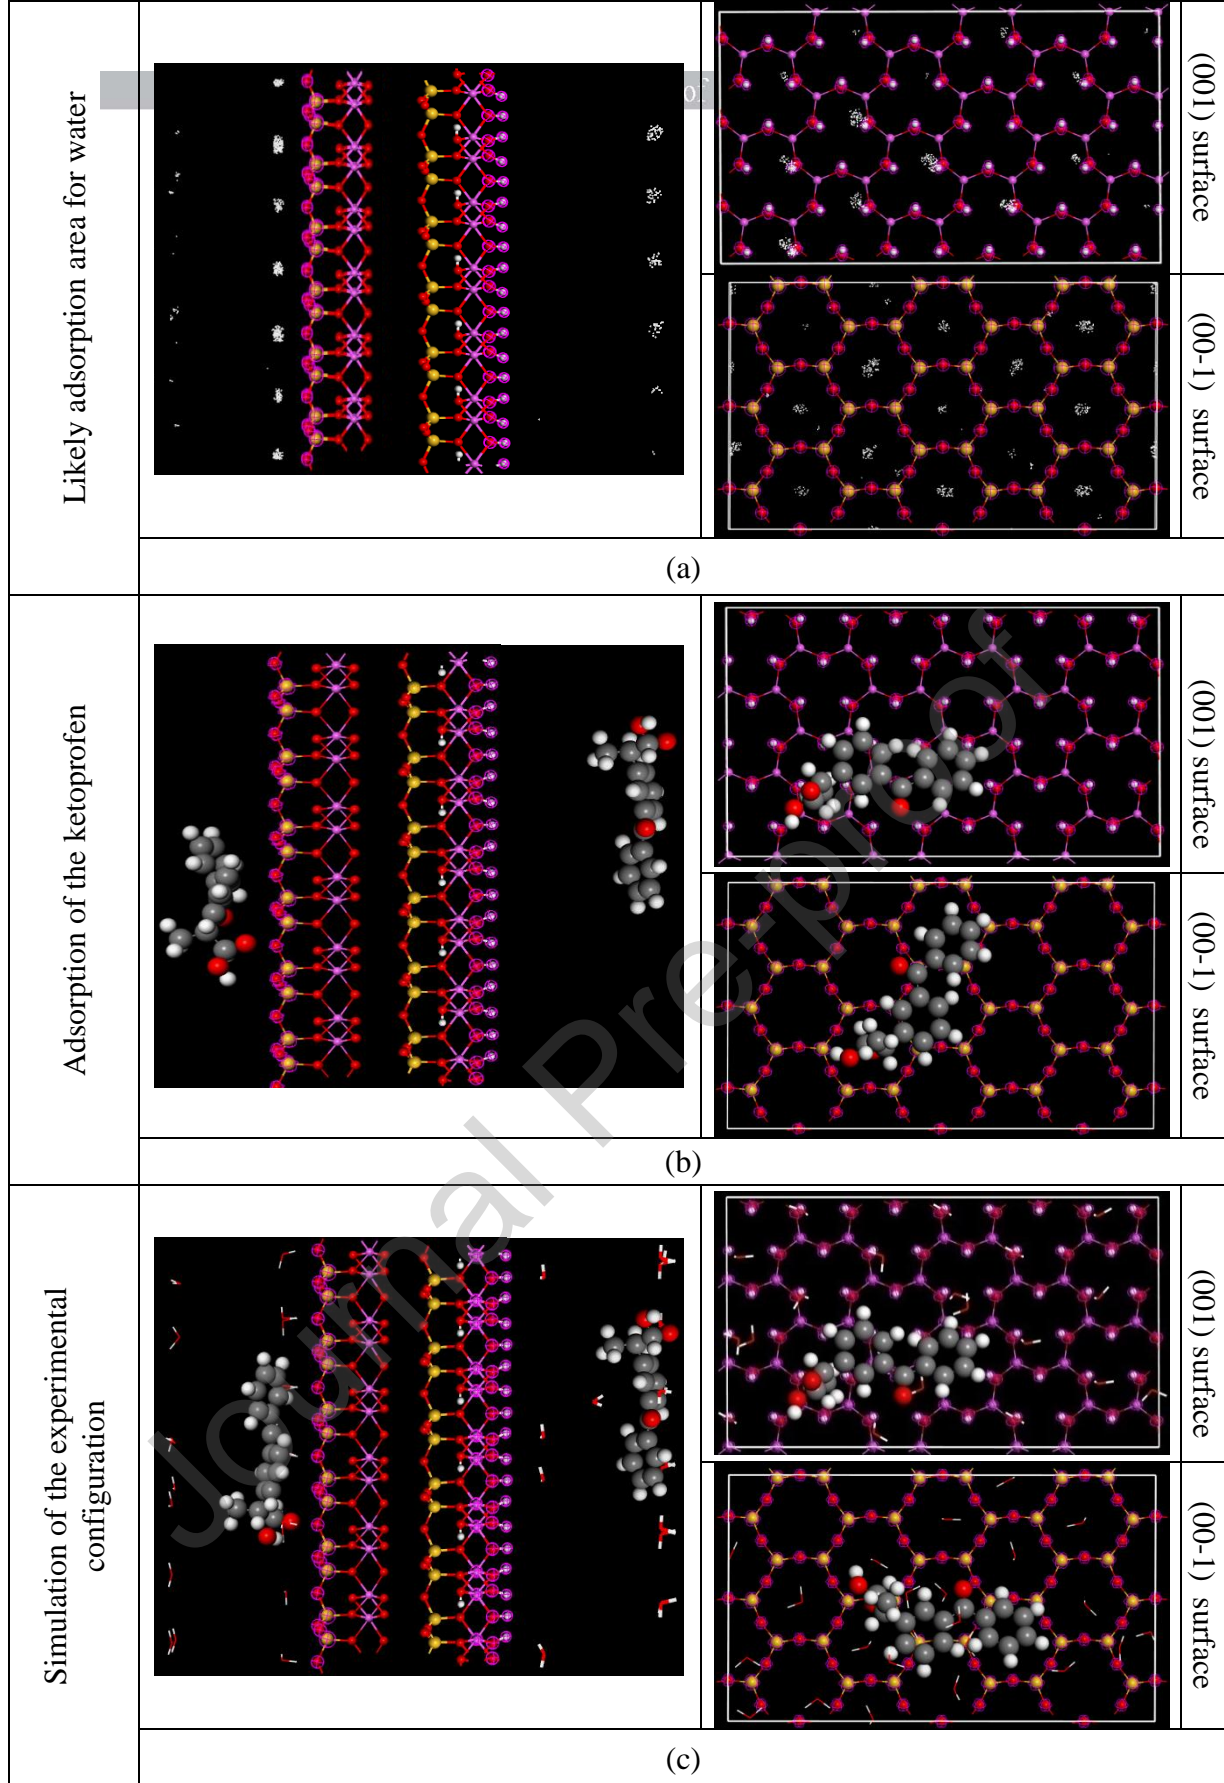 Likely adsorption area for water
of
(001) surface
(00-1) surface
(a)
Adsorption of the ketoprofen
(001) surface
(00-1) surface
(b)
Simulation of the experimental
configuration
(001) surface
(00-1) surface
(c)
Journal Pre-proof